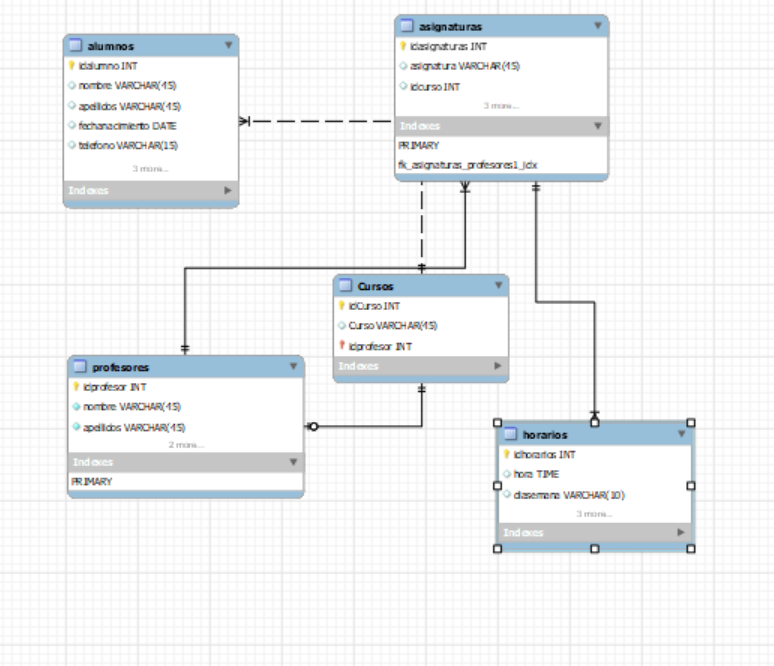 alumnos
idalumno INT
nombre VARCHAR(45)
apellidos VARCHAR(45)
fechanacimiento DATE
telefono VARCHAR(15)
3 more...
Indexes
asignaturas
idasignaturas INT
asignatura VARCHAR(45)
idcurso INT
3 more...
Indexes
PRIMARY
fk_asignaturas_profesores1_idx
Cursos
idCurso INT
Curso VARCHAR(45)
idprofesor INT
Indexes
profesores
idprofesor INT
nombre VARCHAR(45)
apellidos VARCHAR(45)
2 more...
Indexes
PRIMARY
horarios
idhorarios INT
hora TIME
diasemana VARCHAR(10)
3 more...
Indexes